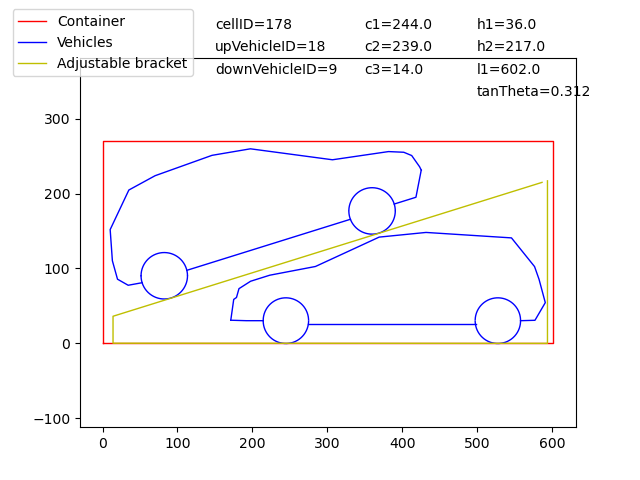 Container
Vehicles
Adjustable bracket
cellID=178
upVehicleID=18
downVehicleID=9
c1=244.0
c2=239.0
c3=14.0
h1=36.0
h2=217.0
l1=602.0
tanTheta=0.312
300
200
100
0
−100
0 100 200 300 400 500 600